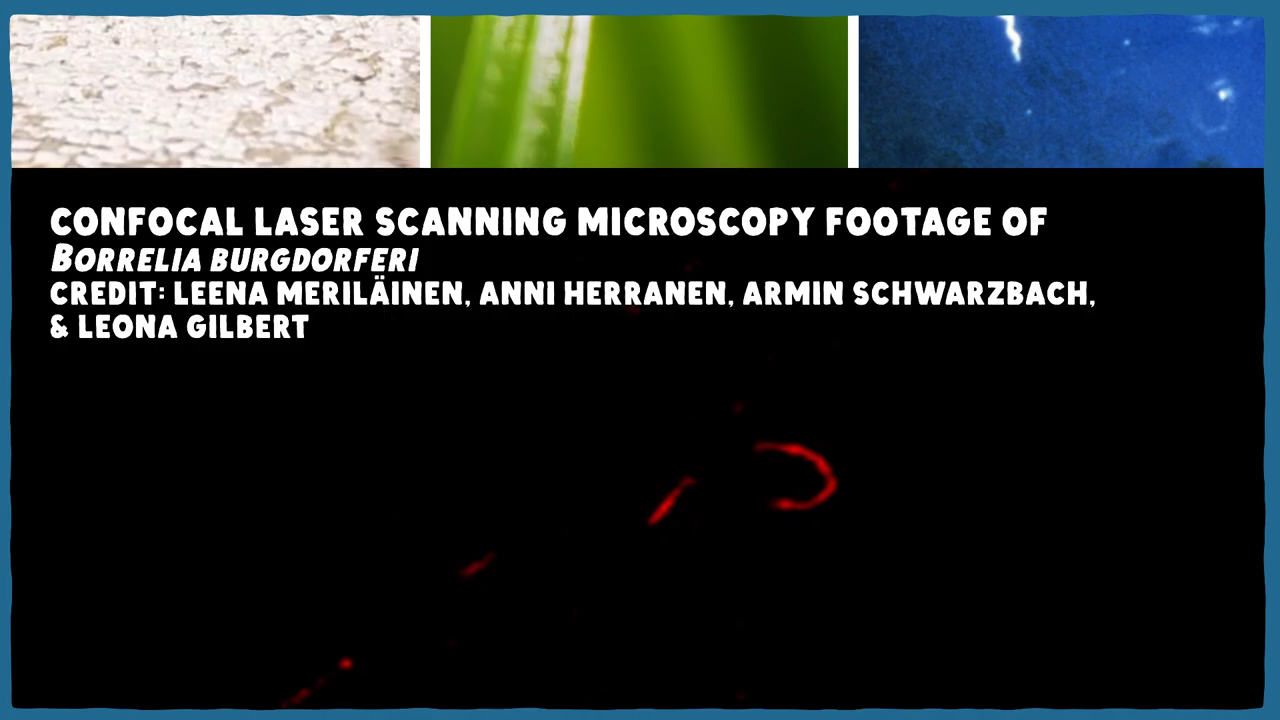 CONFOCAL LASER SCANNING MICROSCOPY FOOTAGE OF
BORRELIA BURGDORFERI
CREDIT: LEENA MERILÄINEN, ANNI HERRANEN, ARMIN SCHWARZBACH,
& LEONA GILBERT